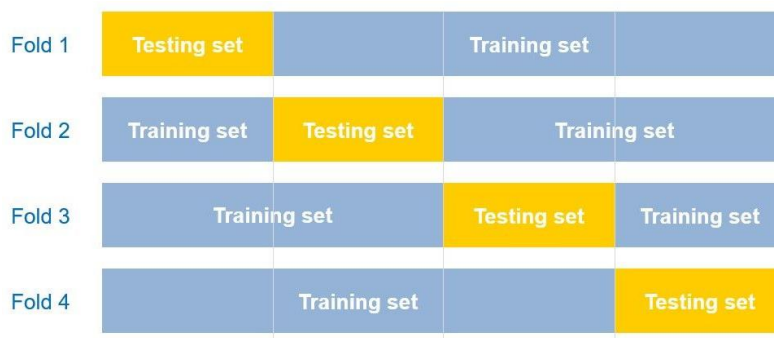 Fold 1 Testing set Training set
Fold 2 Training set Testing set Training set
Fold 3 Training set Testing set Training set
Fold 4 Training set Testing set